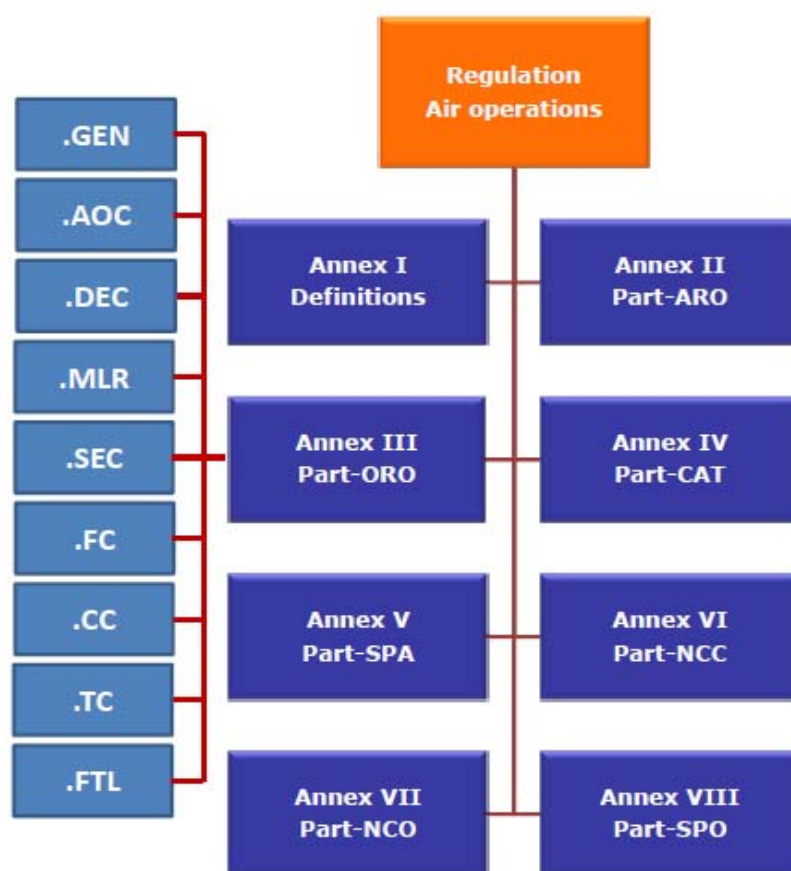 Regulation
Air operations
.GEN
.AOC
.DEC
.MLR
.SEC
.FC
.CC
.TC
.FTL
Annex I
Definitions
Annex II
Part-ARO
Annex III
Part-ORO
Annex IV
Part-CAT
Annex V
Part-SPA
Annex VI
Part-NCC
Annex VII
Part-NCO
Annex VIII
Part-SPO